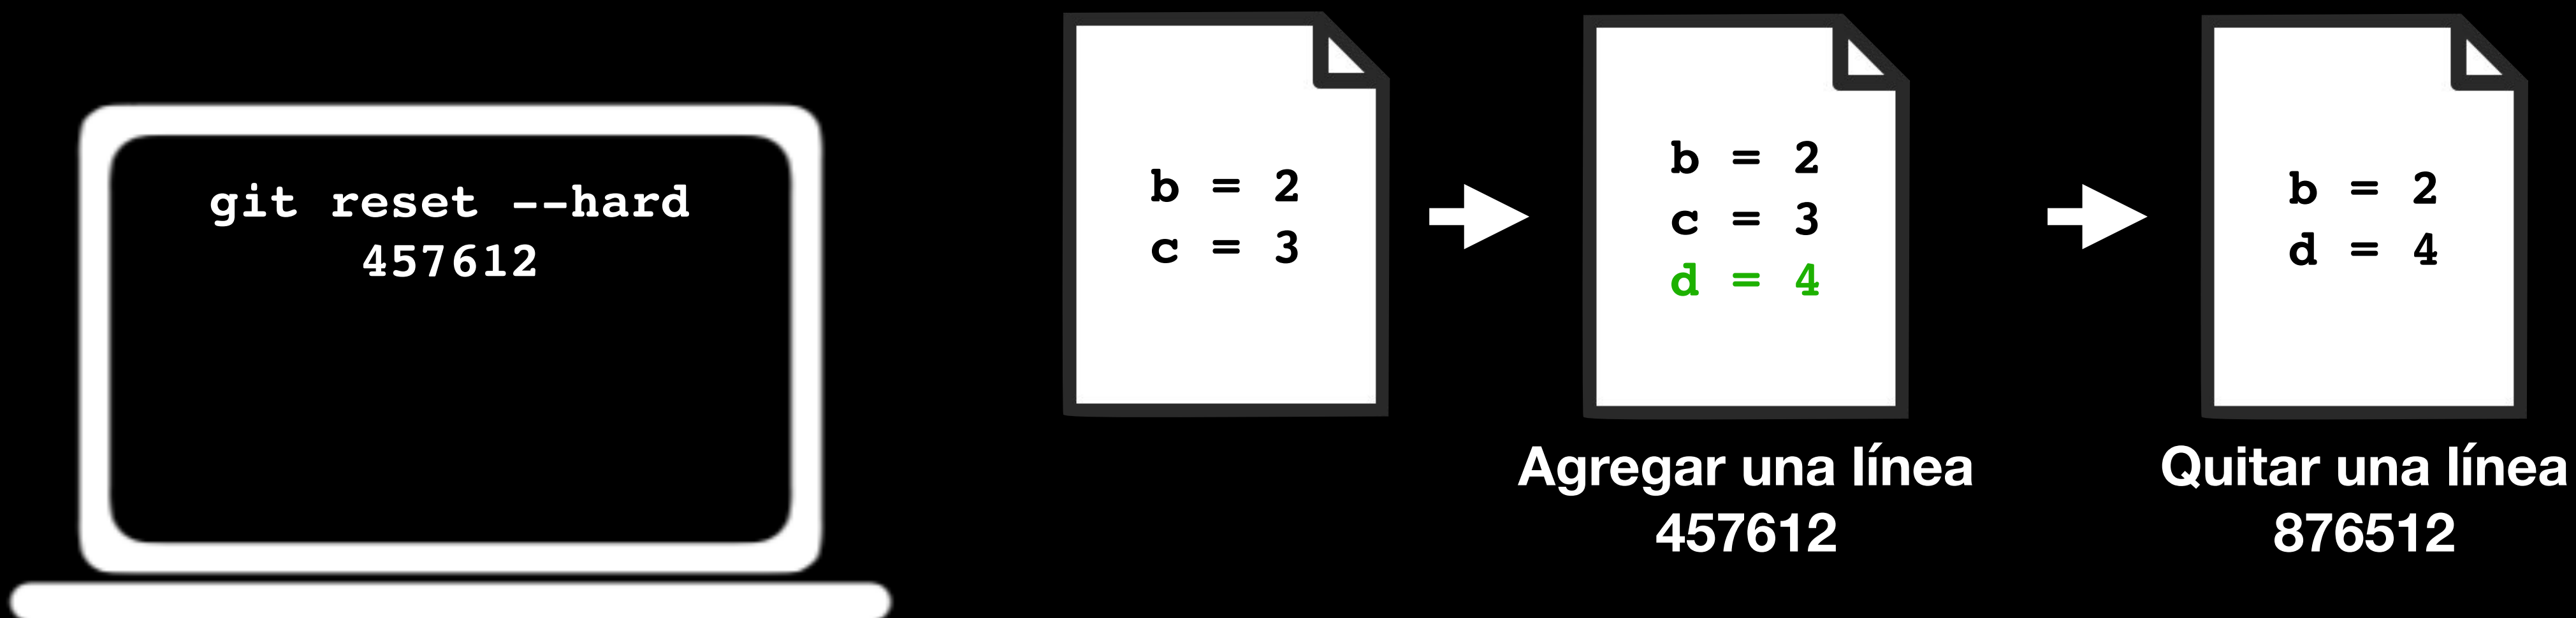 git reset --hard
457612
b = 2
c = 3
b = 2
c = 3
d = 4
Agregar una línea
457612
b = 2
d = 4
Quitar una línea
876512